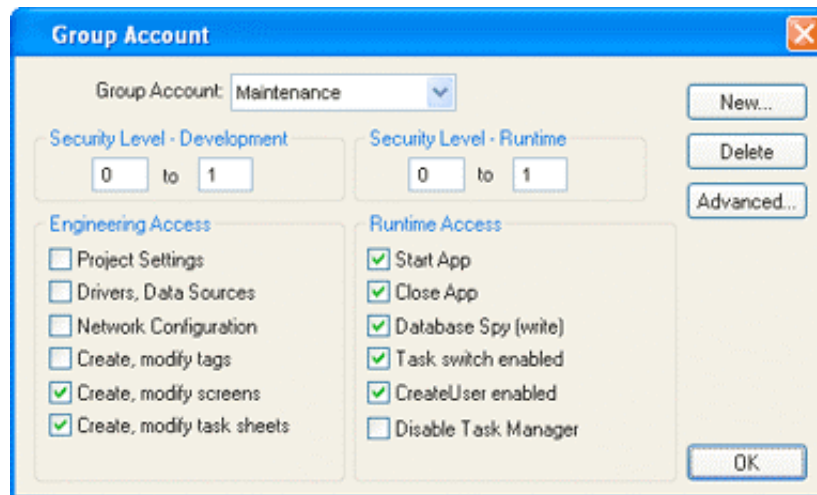 Group Account
Group Account: Maintenance
New...
Security Level - Development
0 to 1
Security Level - Runtime
0 to 1
Delete
Advanced...
Engineering Access
Project Settings
Drivers, Data Sources
Network Configuration
Create, modify tags
Create, modify screens
Create, modify task sheets
Runtime Access
Start App
Close App
Database Spy (write)
Task switch enabled
CreateUser enabled
Disable Task Manager
OK